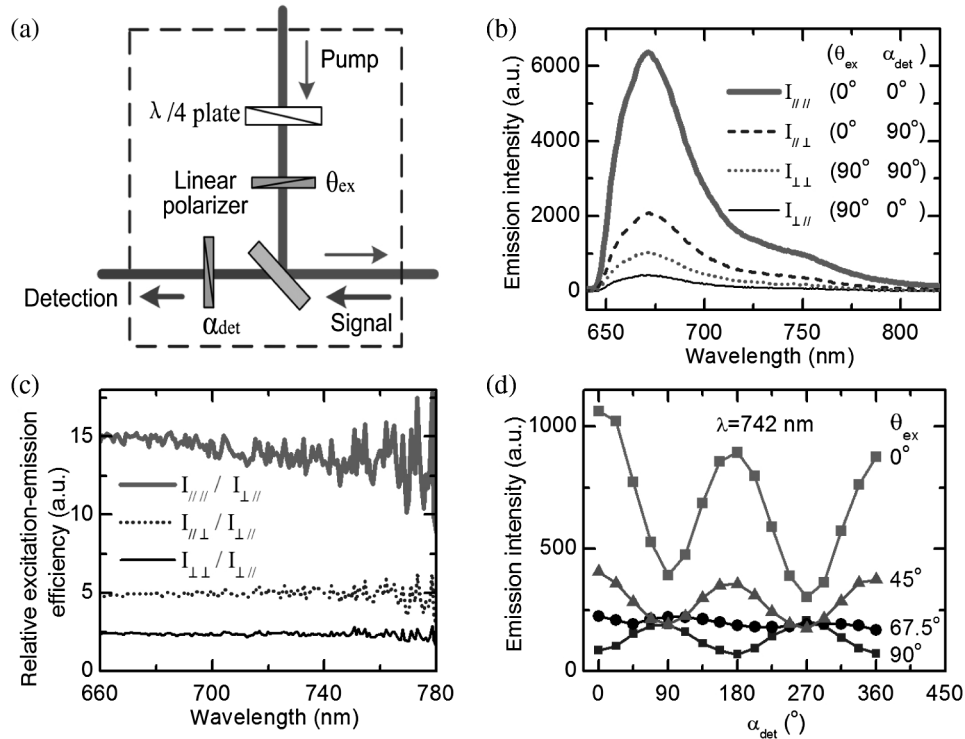 (a)
Pump
λ/4 plate
Linear
polarizer
θex
Detection
αdet
Signal
(b)
Emission intensity (a.u.)
6000
4000
2000
0
650
700
750
800
Wavelength (nm)
(θex αdet)
I// // (0° 0°)
I//⊥ (0° 90°)
I⊥⊥ (90° 90°)
I⊥// (90° 0°)
(c)
Relative excitation-emission
efficiency (a.u.)
15
10
5
0
660
700
740
780
Wavelength (nm)
I// // / I⊥//
I//⊥ / I⊥//
I⊥⊥ / I⊥//
(d)
Emission intensity (a.u.)
1000
500
0
0
90
180
270
360
450
αdet (°)
λ=742 nm
θex
0°
45°
67.5°
90°